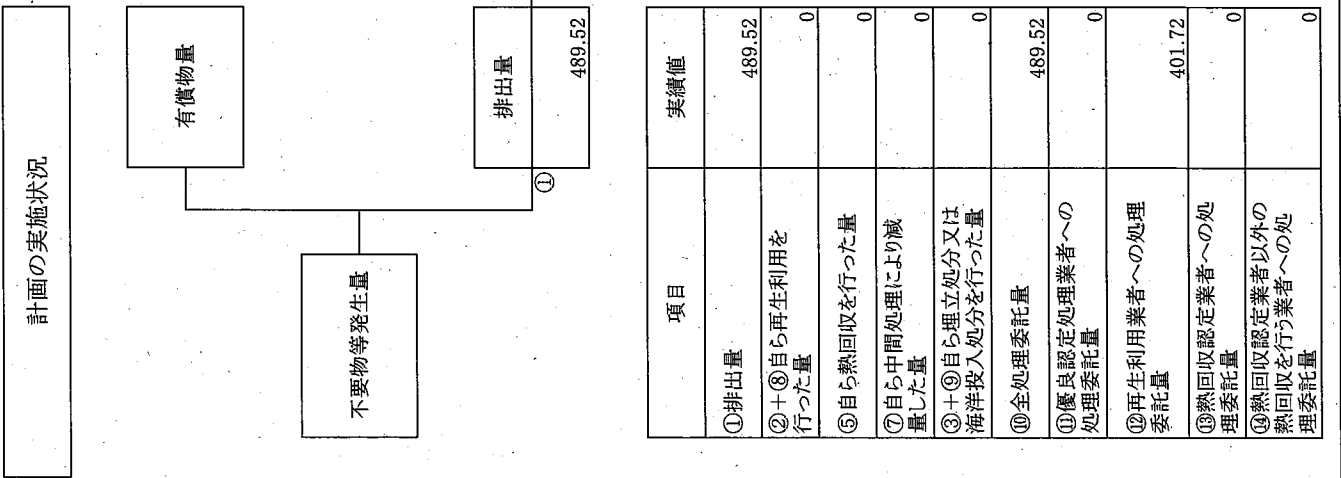 計画の実施状況
有償物量
不要物等発生量
排出量
①
489.52
項目
実績値
①排出量
489.52
②+⑧自ら再生利用を
行った量
0
⑤自ら熱回収を行った量
0
⑦自ら中間処理により減
量した量
0
③+⑨自ら埋立処分又は
海洋投入処分を行った量
0
⑩全処理委託量
489.52
⑪優良認定処理業者への
処理委託量
0
⑫再生利用業者への処理
委託量
401.72
⑬熱回収認定業者への処
理委託量
0
⑭熱回収認定業者以外の
熱回収を行う業者への処
理委託量
0